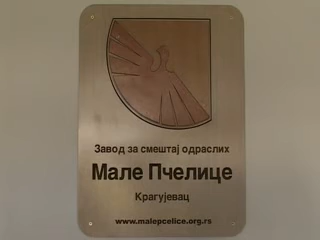 Завод за смештај одраслих
Мале Пчелице
Крагујевац
www.malepcelice.org.rs